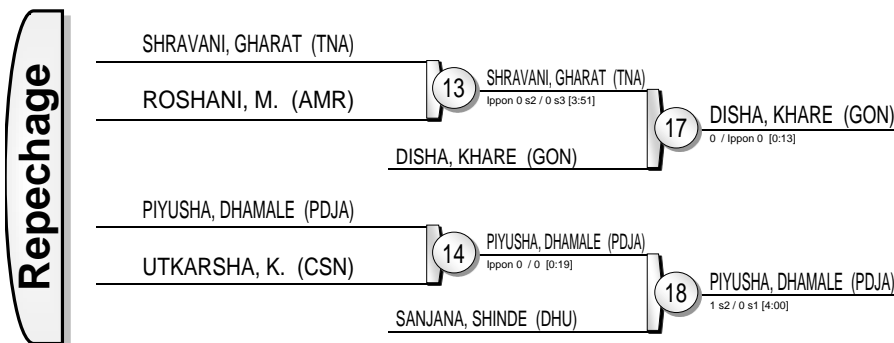 Repechage
SHRAVANI, GHARAT (TNA)
ROSHANI, M. (AMR)
13
SHRAVANI, GHARAT (TNA)
Ippon 0 s2 / 0 s3 [3:51]
DISHA, KHARE (GON)
17
DISHA, KHARE (GON)
0 / Ippon 0 [0:13]
PIYUSHA, DHAMALE (PDJA)
UTKARSHA, K. (CSN)
14
PIYUSHA, DHAMALE (PDJA)
Ippon 0 / 0 [0:19]
SANJANA, SHINDE (DHU)
18
PIYUSHA, DHAMALE (PDJA)
1 s2 / 0 s1 [4:00]